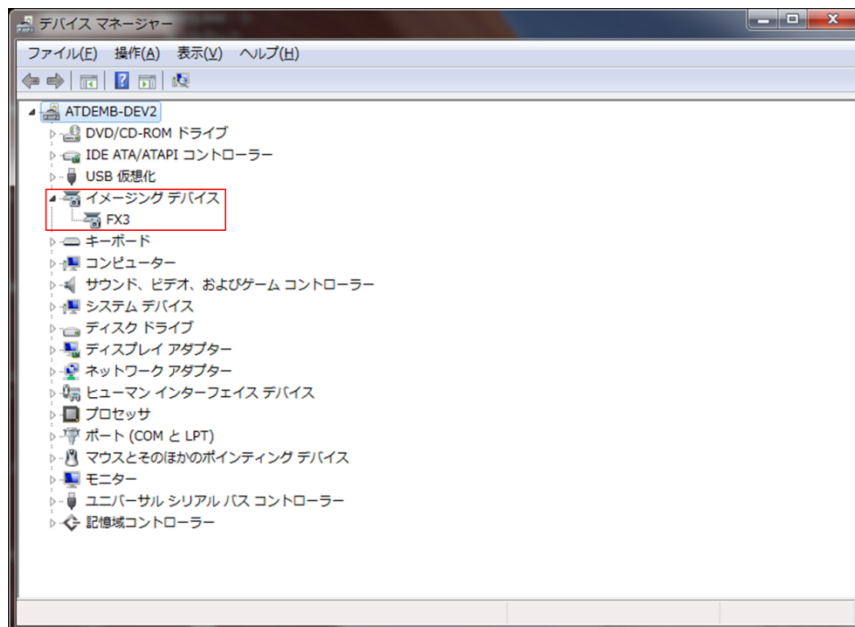 デバイス マネージャー
ファイル(F) 操作(A) 表示(V) ヘルプ(H)
ATDEMB-DEV2
DVD/CD-ROM ドライブ
IDE ATA/ATAPI コントローラー
USB 仮想化
イメージング デバイス
FX3
キーボード
コンピューター
サウンド、ビデオ、およびゲーム コントローラー
システム デバイス
ディスク ドライブ
ディスプレイ アダプター
ネットワーク アダプター
ヒューマン インターフェイス デバイス
プロセッサ
ポート (COM と LPT)
マウスとそのほかのポインティング デバイス
モニター
ユニバーサル シリアル バス コントローラー
記憶域コントローラー